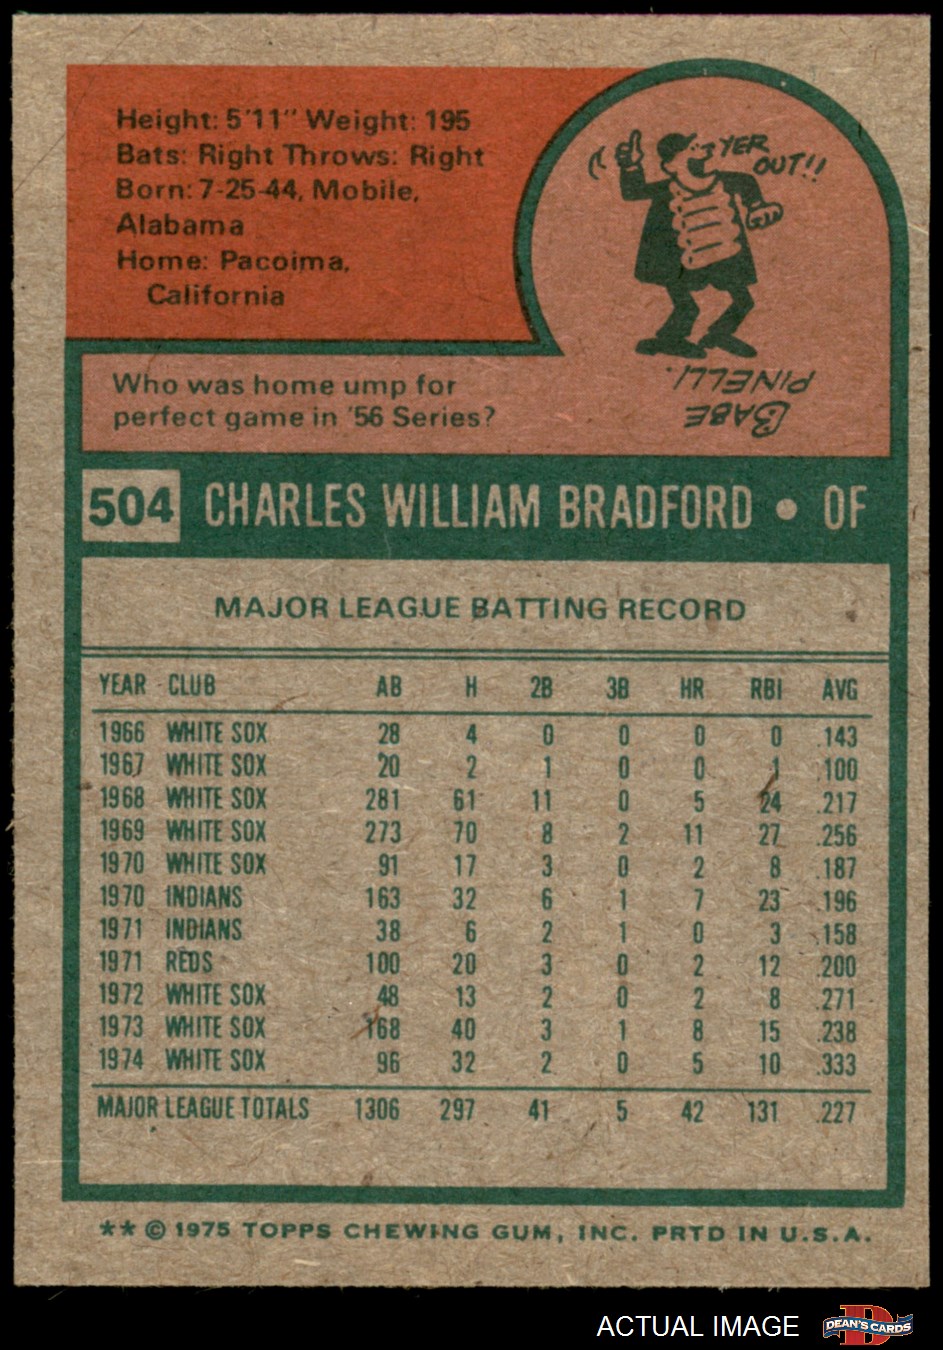 Height: 5'11" Weight: 195
Bats: Right Throws: Right
Born: 7-25-44, Mobile,
Alabama
Home: Pacoima,
California
YER
OUT!!
BABE
PINELLI.
Who was home ump for
perfect game in '56 Series?
504 CHARLES WILLIAM BRADFORD • OF
MAJOR LEAGUE BATTING RECORD
YEAR CLUB AB H 2B 3B HR RBI AVG
1966 WHITE SOX 28 4 0 0 0 0 .143
1967 WHITE SOX 20 2 1 0 0 1 .100
1968 WHITE SOX 281 61 11 0 5 24 .217
1969 WHITE SOX 273 70 8 2 11 27 .256
1970 WHITE SOX 91 17 3 0 2 8 .187
1970 INDIANS 163 32 6 1 7 23 .196
1971 INDIANS 38 6 2 1 0 3 .158
1971 REDS 100 20 3 0 2 12 .200
1972 WHITE SOX 48 13 2 0 2 8 .271
1973 WHITE SOX 168 40 3 1 8 15 .238
1974 WHITE SOX 96 32 2 0 5 10 .333
MAJOR LEAGUE TOTALS 1306 297 41 5 42 131 .227
** © 1975 TOPPS CHEWING GUM, INC. PRTD IN U.S.A.
ACTUAL IMAGE
D
DEAN'S CARDS